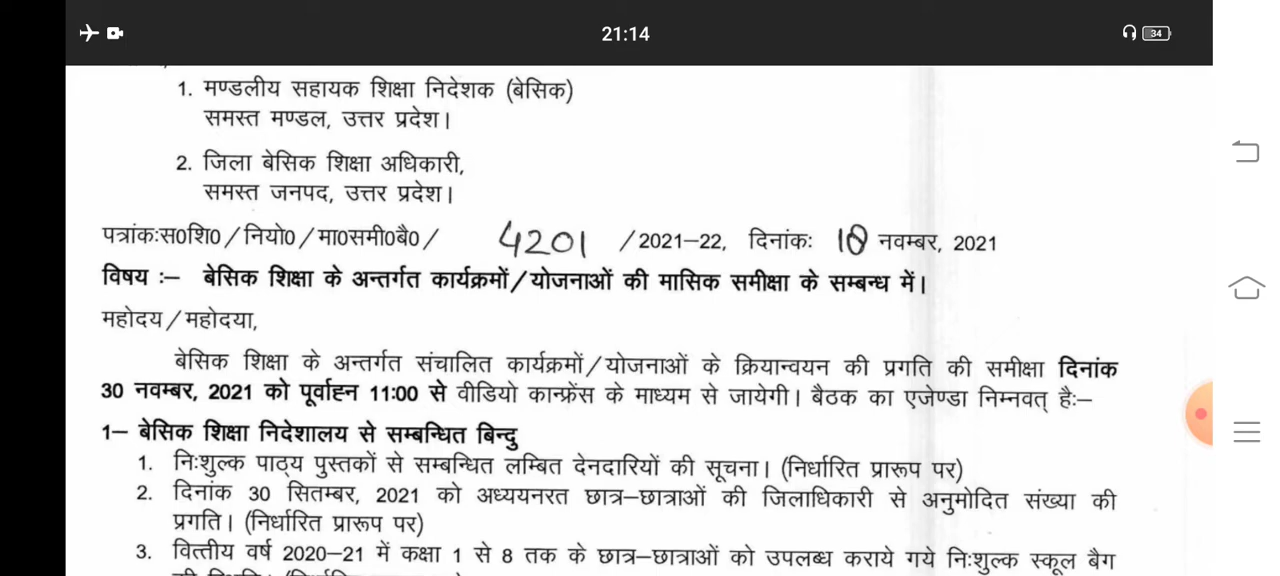 21:14
34
1. मण्डलीय सहायक शिक्षा निदेशक (बेसिक)
समस्त मण्डल, उत्तर प्रदेश।
2. जिला बेसिक शिक्षा अधिकारी,
समस्त जनपद, उत्तर प्रदेश।
पत्रांकःस0शि0/नियो0/मा0समी0बै0/ 4201 /2021-22, दिनांकः नवम्बर, 2021
विषय :- बेसिक शिक्षा के अन्तर्गत कार्यक्रमों/योजनाओं की मासिक समीक्षा के सम्बन्ध में।
महोदय/महोदया,
बेसिक शिक्षा के अन्तर्गत संचालित कार्यक्रमों/योजनाओं के क्रियान्वयन की प्रगति की समीक्षा दिनांक
30 नवम्बर, 2021 को पूर्वाह्न 11:00 से वीडियो कान्फ्रेंस के माध्यम से जायेगी। बैठक का एजेण्डा निम्नवत् हैः-
1- बेसिक शिक्षा निदेशालय से सम्बन्धित बिन्दु
1. निःशुल्क पाठ्य पुस्तकों से सम्बन्धित लम्बित देनदारियों की सूचना। (निर्धारित प्रारूप पर)
2. दिनांक 30 सितम्बर, 2021 को अध्ययनरत छात्र-छात्राओं की जिलाधिकारी से अनुमोदित संख्या की
प्रगति। (निर्धारित प्रारूप पर)
3. वित्तीय वर्ष 2020-21 में कक्षा 1 से 8 तक के छात्र-छात्राओं को उपलब्ध कराये गये निःशुल्क स्कूल बैग